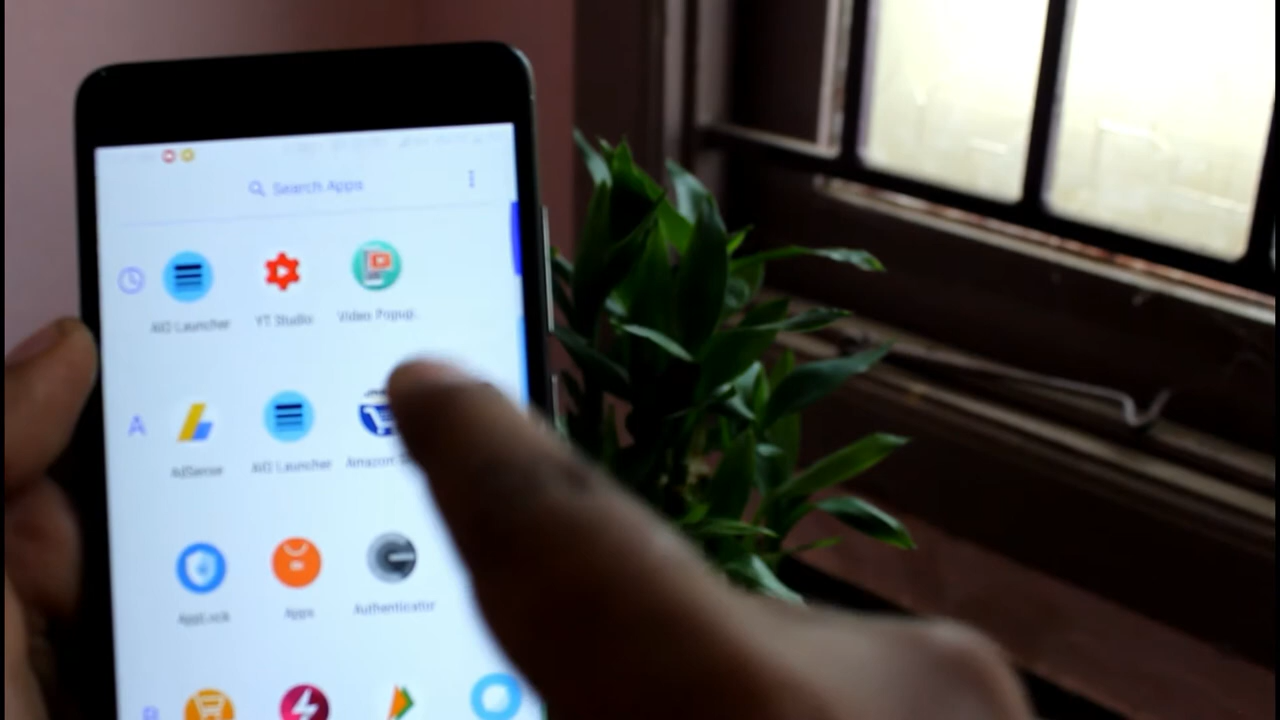 Search Apps
AIO Launcher YT Studio Video Popup
A
AdSense AIO Launcher Amazon
AppLock Apps Authenticator
B